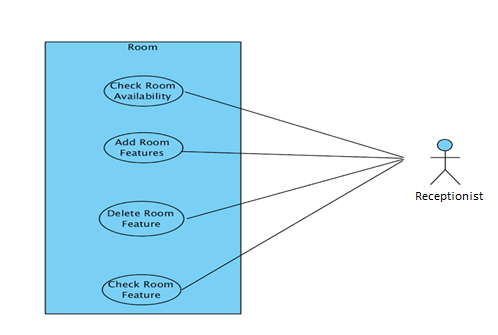 Room
Check Room
Availability
Add Room
Features
Delete Room
Feature
Check Room
Feature
Receptionist